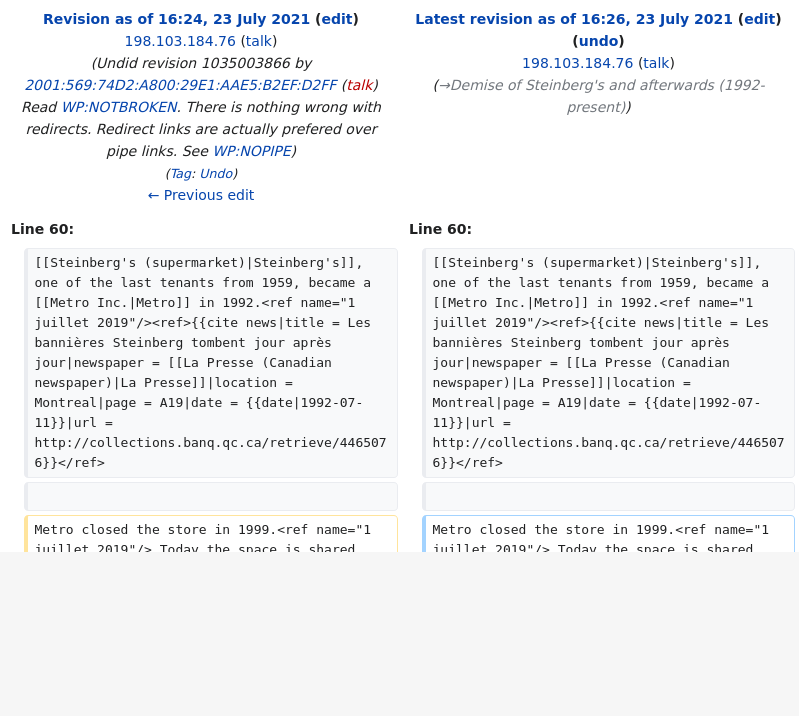 Revision as of 16:24, 23 July 2021 (edit)
198.103.184.76 (talk)
(Undid revision 1035003866 by
2001:569:74D2:A800:29E1:AAE5:B2EF:D2FF (talk)
Read WP:NOTBROKEN. There is nothing wrong with
redirects. Redirect links are actually prefered over
pipe links. See WP:NOPIPE)
(Tag: Undo)
← Previous edit
Latest revision as of 16:26, 23 July 2021 (edit)
(undo)
198.103.184.76 (talk)
(→Demise of Steinberg's and afterwards (1992-
present))
Line 60:
[[Steinberg's (supermarket)|Steinberg's]],
one of the last tenants from 1959, became a
[[Metro Inc.|Metro]] in 1992.<ref name="1
juillet 2019"/><ref>{{cite news|title = Les
bannières Steinberg tombent jour après
jour|newspaper = [[La Presse (Canadian
newspaper)|La Presse]]|location =
Montreal|page = A19|date = {{date|1992-07-
11}}|url =
http://collections.banq.qc.ca/retrieve/446507
6}}</ref>
Metro closed the store in 1999.<ref name="1
juillet 2019"/> Today the space is shared
Line 60:
[[Steinberg's (supermarket)|Steinberg's]],
one of the last tenants from 1959, became a
[[Metro Inc.|Metro]] in 1992.<ref name="1
juillet 2019"/><ref>{{cite news|title = Les
bannières Steinberg tombent jour après
jour|newspaper = [[La Presse (Canadian
newspaper)|La Presse]]|location =
Montreal|page = A19|date = {{date|1992-07-
11}}|url =
http://collections.banq.qc.ca/retrieve/446507
6}}</ref>
Metro closed the store in 1999.<ref name="1
juillet 2019"/> Today the space is shared